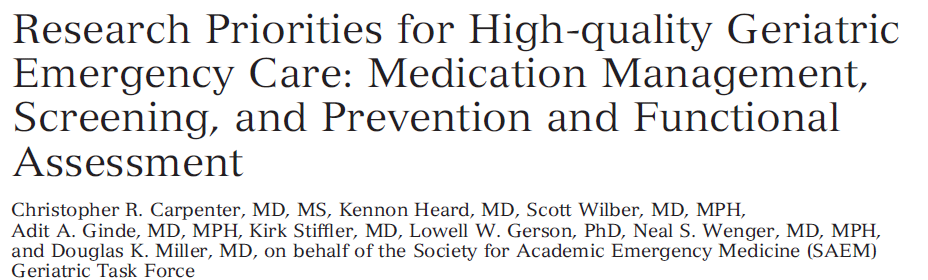 Research Priorities for High-quality Geriatric
Emergency Care: Medication Management,
Screening, and Prevention and Functional
Assessment
Christopher R. Carpenter, MD, MS, Kennon Heard, MD, Scott Wilber, MD, MPH,
Adit A. Ginde, MD, MPH, Kirk Stiffler, MD, Lowell W. Gerson, PhD, Neal S. Wenger, MD, MPH,
and Douglas K. Miller, MD, on behalf of the Society for Academic Emergency Medicine (SAEM)
Geriatric Task Force